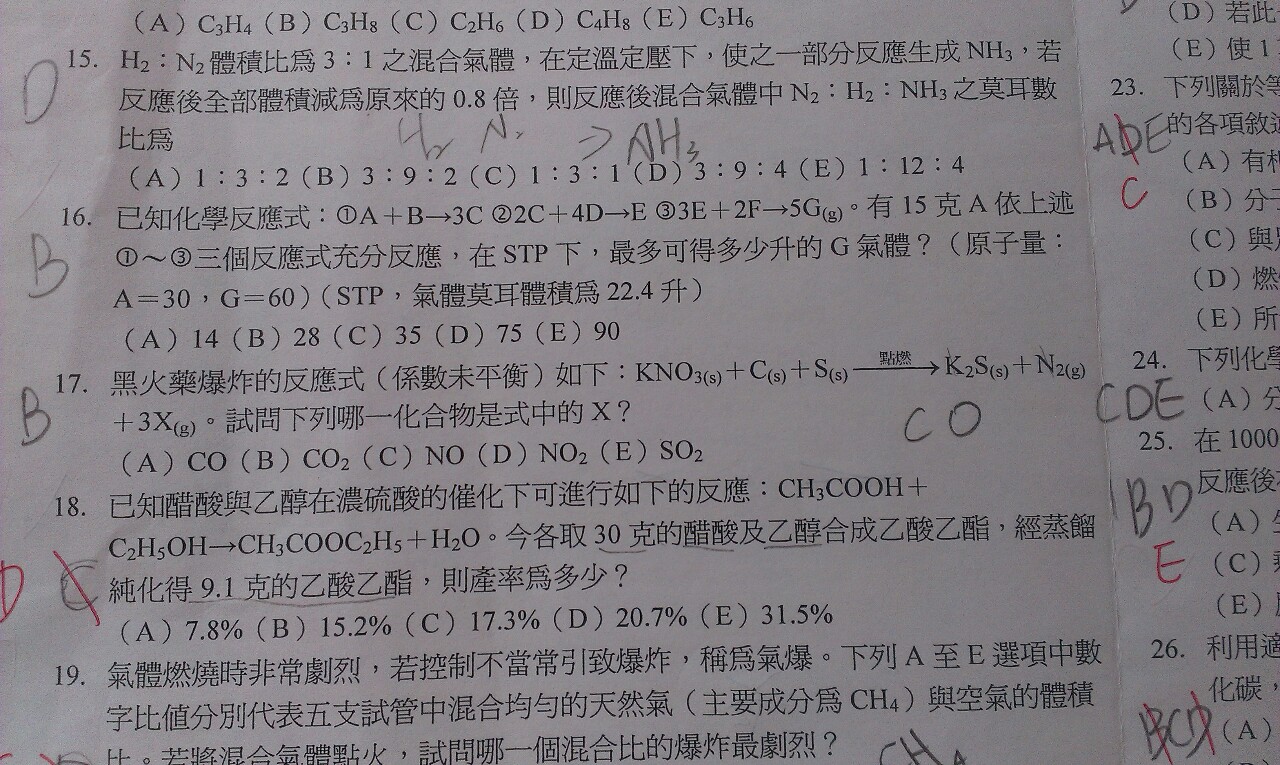 (A) C₃H₄ (B) C₃H₈ (C) C₂H₆ (D) C₄H₈ (E) C₃H₆
D
15. H₂:N₂體積比為 3:1 之混合氣體,在定溫定壓下,使之一部分反應生成 NH₃,若
反應後全部體積減為原來的 0.8 倍,則反應後混合氣體中 N₂:H₂:NH₃ 之莫耳數
比為
H₂ N₂ → NH₃
(A) 1:3:2 (B) 3:9:2 (C) 1:3:1 (D) 3:9:4 (E) 1:12:4
B
16. 已知化學反應式:①A+B→3C ②2C+4D→E ③3E+2F→5G(g)。有 15 克 A 依上述
①~③三個反應式充分反應,在 STP 下,最多可得多少升的 G 氣體?(原子量:
A=30,G=60)(STP,氣體莫耳體積為 22.4 升)
(A) 14 (B) 28 (C) 35 (D) 75 (E) 90
B
17. 黑火藥爆炸的反應式(係數未平衡)如下:KNO₃(s)+C(s)+S(s) 點燃→ K₂S(s)+N₂(g)
+3X(g)。試問下列哪一化合物是式中的 X?
CO
(A) CO (B) CO₂ (C) NO (D) NO₂ (E) SO₂
18. 已知醋酸與乙醇在濃硫酸的催化下可進行如下的反應:CH₃COOH+
C₂H₅OH→CH₃COOC₂H₅+H₂O。今各取 30 克的醋酸及乙醇合成乙酸乙酯,經蒸餾
D C
純化得 9.1 克的乙酸乙酯,則產率為多少?
(A) 7.8% (B) 15.2% (C) 17.3% (D) 20.7% (E) 31.5%
19. 氣體燃燒時非常劇烈,若控制不當常引致爆炸,稱為氣爆。下列 A 至 E 選項中數
字比值分別代表五支試管中混合均勻的天然氣(主要成分為 CH₄)與空氣的體積
比。若將混合氣體點火,試問哪一個混合比的爆炸最劇烈?
CH₄
(D) 若此
(E) 使 1
23. 下列關於等
的各項敘述
ADE
C
(A) 有相
(B) 分子
(C) 與
(D) 燃
(E) 所
24. 下列化學
CDE
(A) 分
25. 在 1000
反應後
BD
E
(A)
(C)
(E)
26. 利用適
化碳,
BCD
(A)